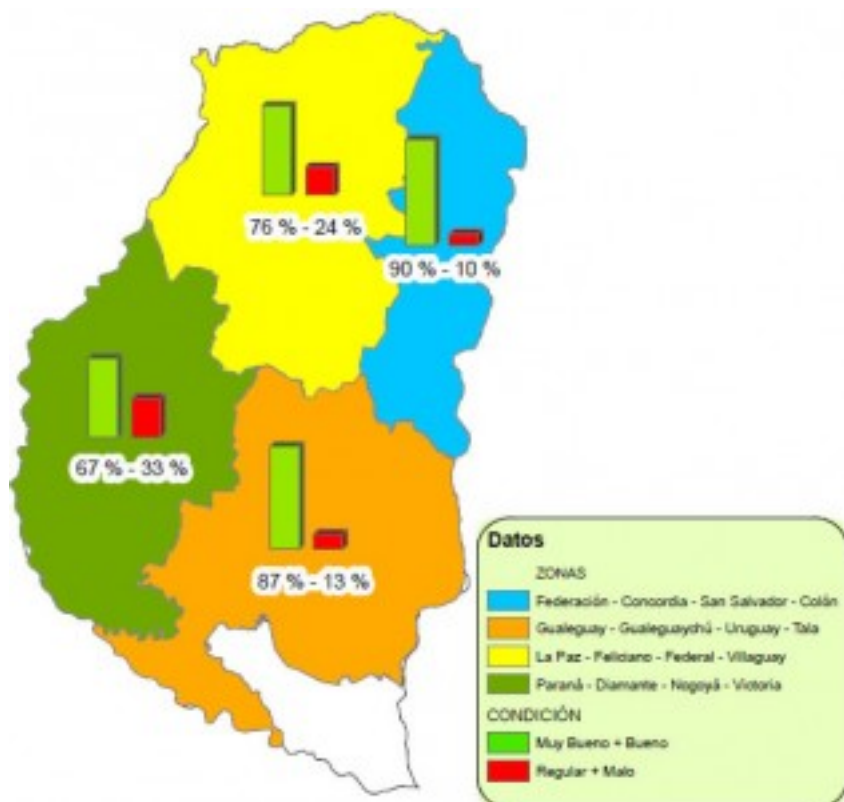 76 % - 24 %
90 % - 10 %
67 % - 33 %
87 % - 13 %
Datos
ZONAS
Federación - Concordia - San Salvador - Colón
Gualeguay - Gualeguaychú - Uruguay - Tala
La Paz - Feliciano - Federal - Villaguay
Paraná - Diamante - Nogoyá - Victoria
CONDICIÓN
Muy Bueno + Bueno
Regular + Malo